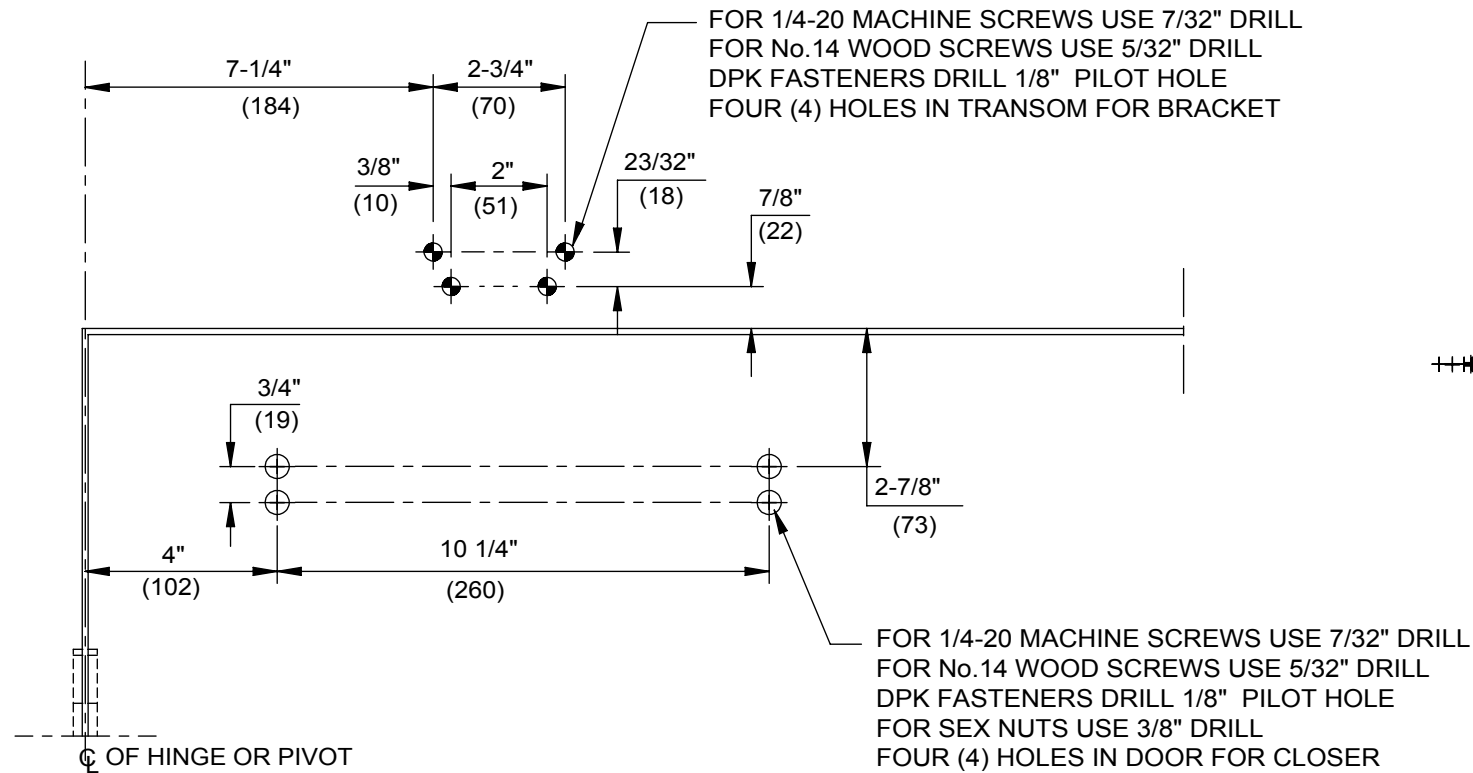 FOR 1/4-20 MACHINE SCREWS USE 7/32" DRILL
FOR No.14 WOOD SCREWS USE 5/32" DRILL
DPK FASTENERS DRILL 1/8" PILOT HOLE
FOUR (4) HOLES IN TRANSOM FOR BRACKET
7-1/4"
(184)
2-3/4"
(70)
3/8"
(10)
2"
(51)
23/32"
(18)
7/8"
(22)
3/4"
(19)
2-7/8"
(73)
4"
(102)
10 1/4"
(260)
FOR 1/4-20 MACHINE SCREWS USE 7/32" DRILL
FOR No.14 WOOD SCREWS USE 5/32" DRILL
DPK FASTENERS DRILL 1/8" PILOT HOLE
FOR SEX NUTS USE 3/8" DRILL
FOUR (4) HOLES IN DOOR FOR CLOSER
℄ OF HINGE OR PIVOT